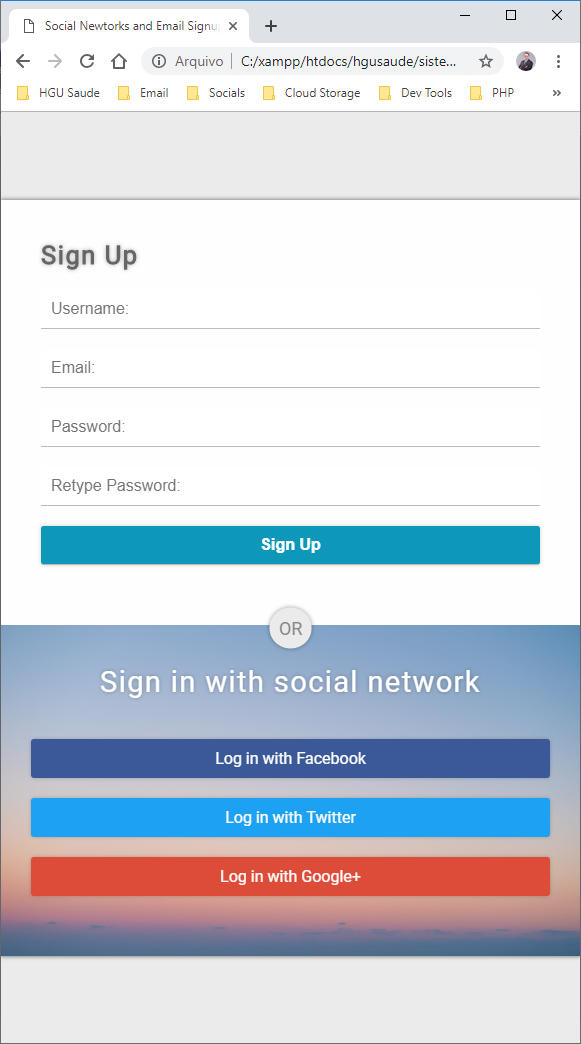 Social Newtorks and Email Signu
Arquivo | C:/xampp/htdocs/hgusaude/siste...
HGU Saude Email Socials Cloud Storage Dev Tools PHP »
Sign Up
Username:
Email:
Password:
Retype Password:
Sign Up
OR
Sign in with social network
Log in with Facebook
Log in with Twitter
Log in with Google+